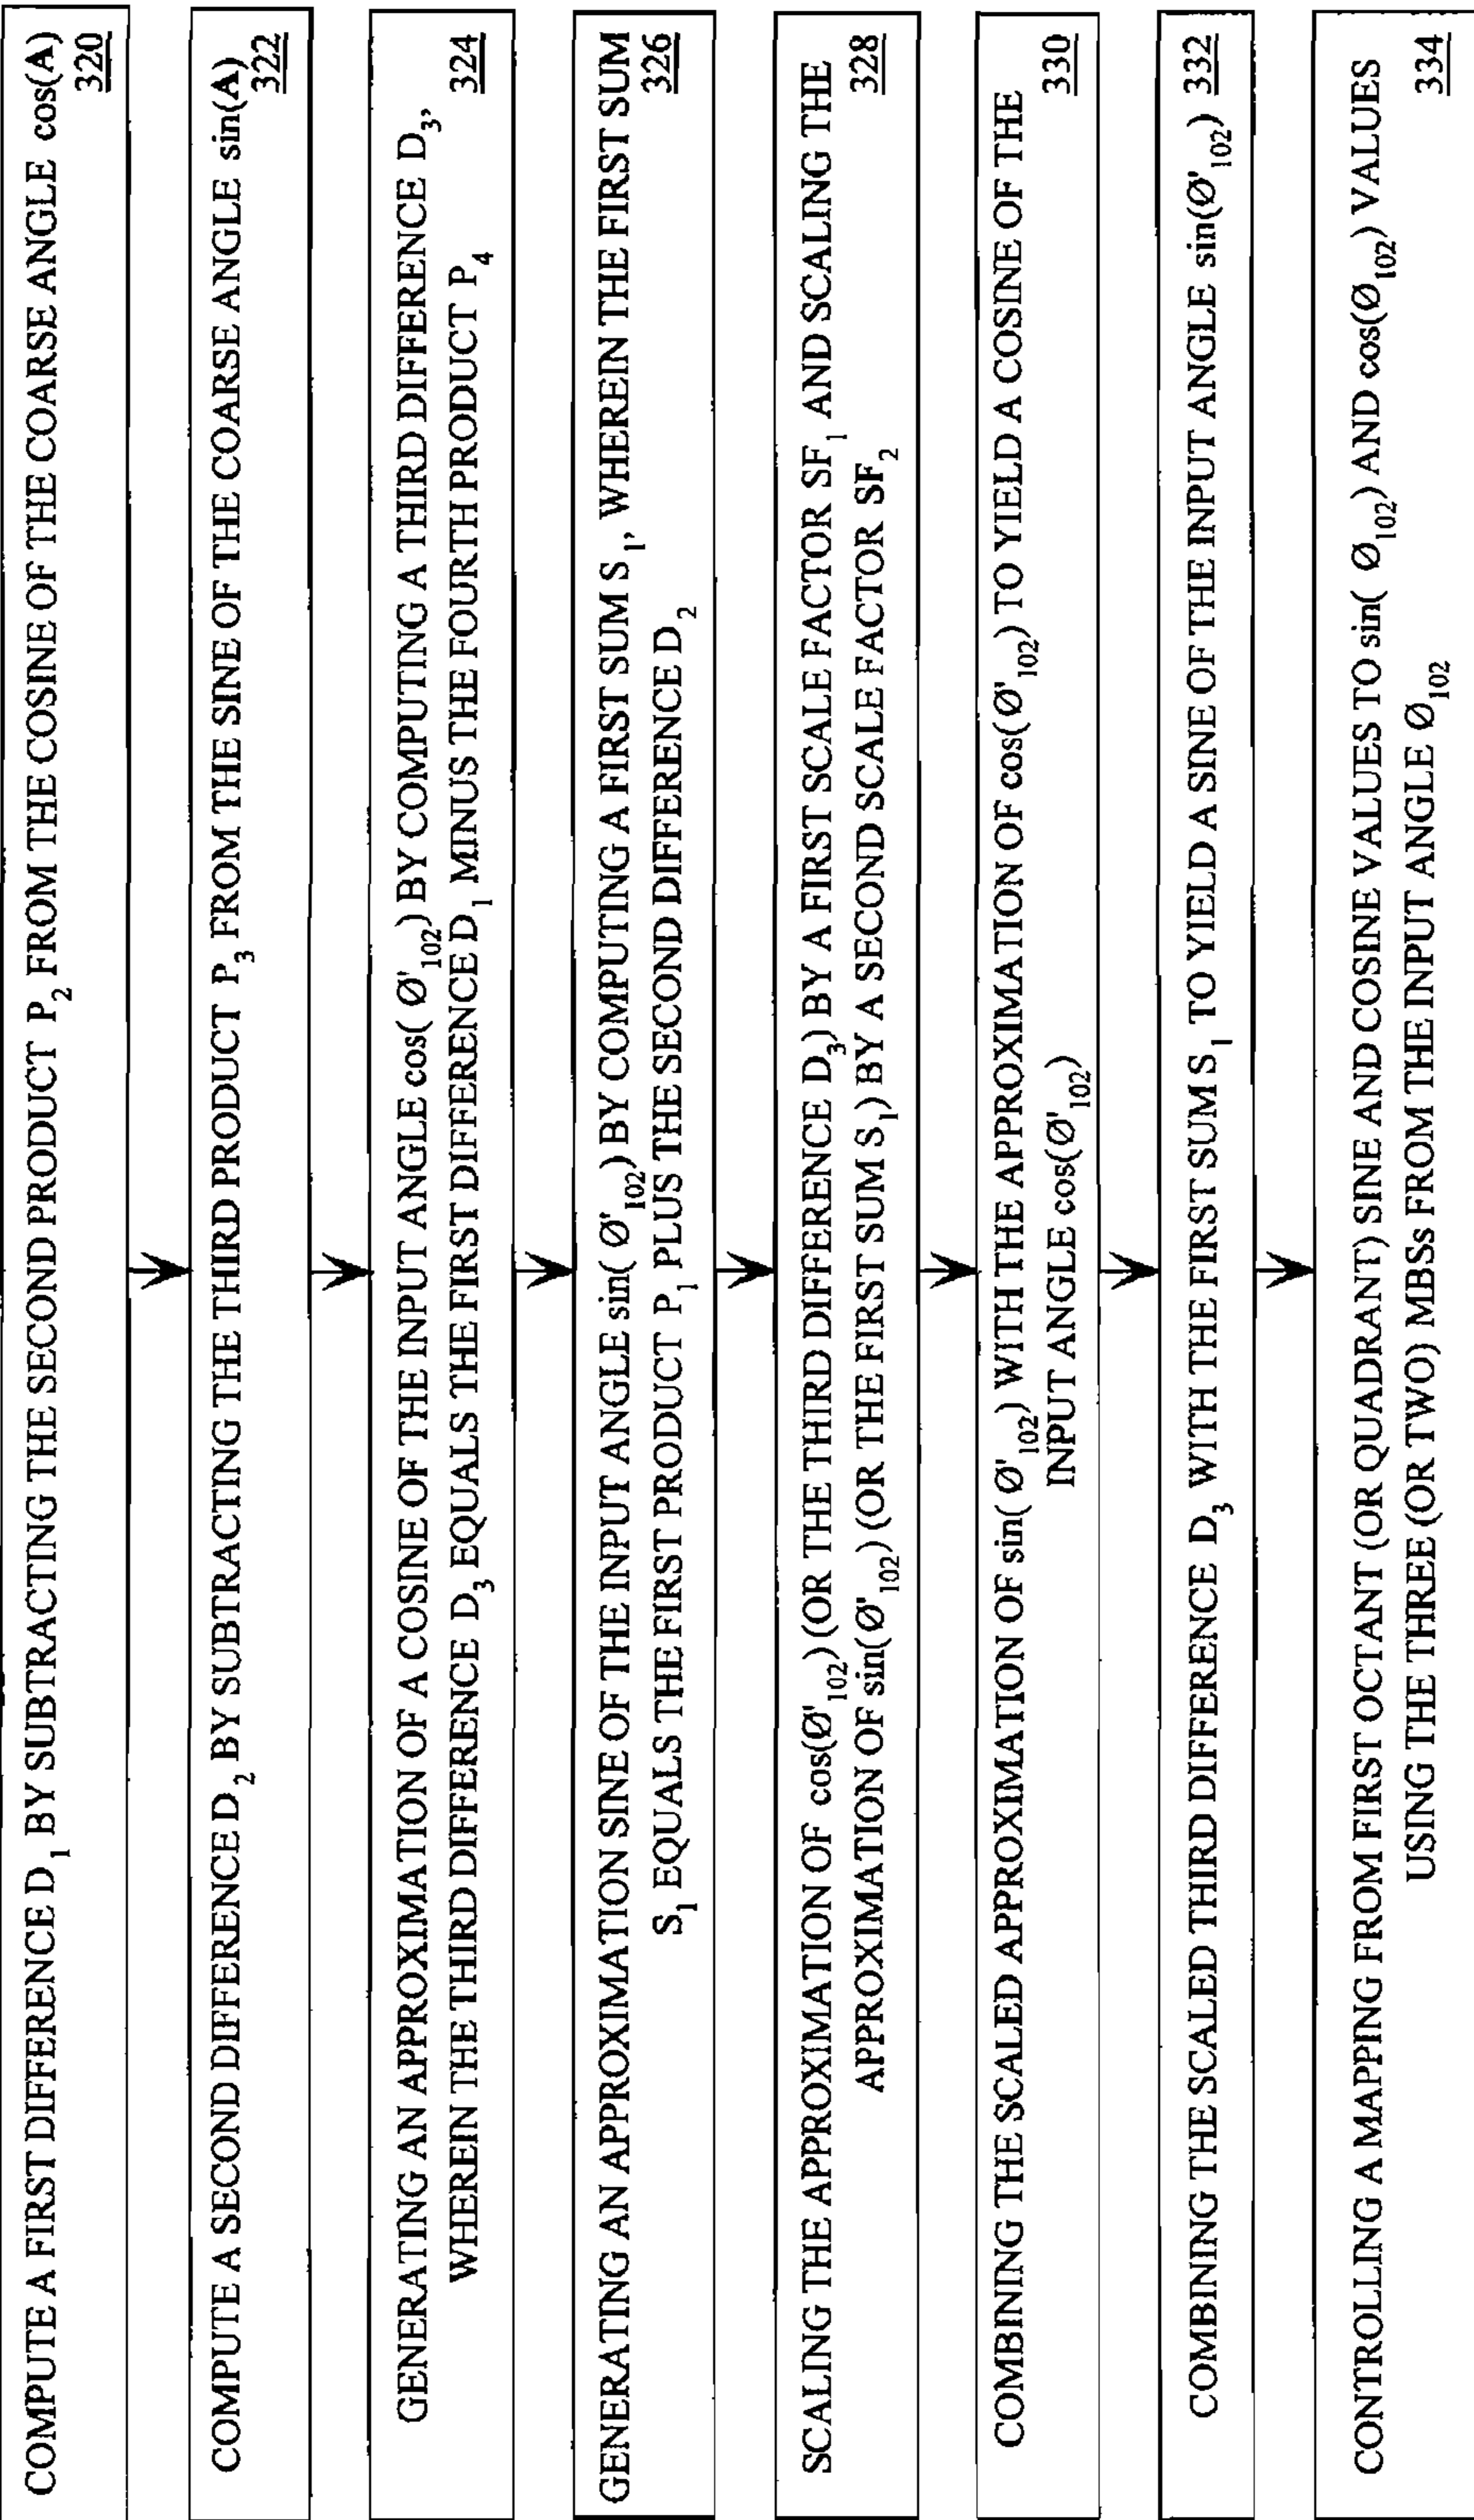 COMPUTE A FIRST DIFFERENCE D₁ BY SUBTRACTING THE SECOND PRODUCT P₂ FROM THE COSINE OF THE COARSE ANGLE cos(A)
320
COMPUTE A SECOND DIFFERENCE D₂ BY SUBTRACTING THE THIRD PRODUCT P₃ FROM THE SINE OF THE COARSE ANGLE sin(A)
322
GENERATING AN APPROXIMATION OF A COSINE OF THE INPUT ANGLE cos( Ø'₁₀₂) BY COMPUTING A THIRD DIFFERENCE D₃,
WHEREIN THE THIRD DIFFERENCE D₃ EQUALS THE FIRST DIFFERENCE D₁ MINUS THE FOURTH PRODUCT P₄
324
GENERATING AN APPROXIMATION SINE OF THE INPUT ANGLE sin( Ø'₁₀₂) BY COMPUTING A FIRST SUM S₁, WHEREIN THE FIRST SUM
S₁ EQUALS THE FIRST PRODUCT P₁ PLUS THE SECOND DIFFERENCE D₂
326
SCALING THE APPROXIMATION OF cos(Ø'₁₀₂) (OR THE THIRD DIFFERENCE D₃) BY A FIRST SCALE FACTOR SF₁ AND SCALING THE
APPROXIMATION OF sin(Ø'₁₀₂) (OR THE FIRST SUM S₁) BY A SECOND SCALE FACTOR SF₂
328
COMBINING THE SCALED APPROXIMATION OF sin( Ø'₁₀₂) WITH THE APPROXIMATION OF cos(Ø'₁₀₂) TO YIELD A COSINE OF THE
INPUT ANGLE cos(Ø'₁₀₂)
330
COMBINING THE SCALED THIRD DIFFERENCE D₃ WITH THE FIRST SUM S₁ TO YIELD A SINE OF THE INPUT ANGLE sin(Ø'₁₀₂) 332
CONTROLLING A MAPPING FROM FIRST OCTANT (OR QUADRANT) SINE AND COSINE VALUES TO sin( Ø₁₀₂) AND cos(Ø₁₀₂) VALUES
USING THE THREE (OR TWO) MBSs FROM THE INPUT ANGLE Ø₁₀₂
334